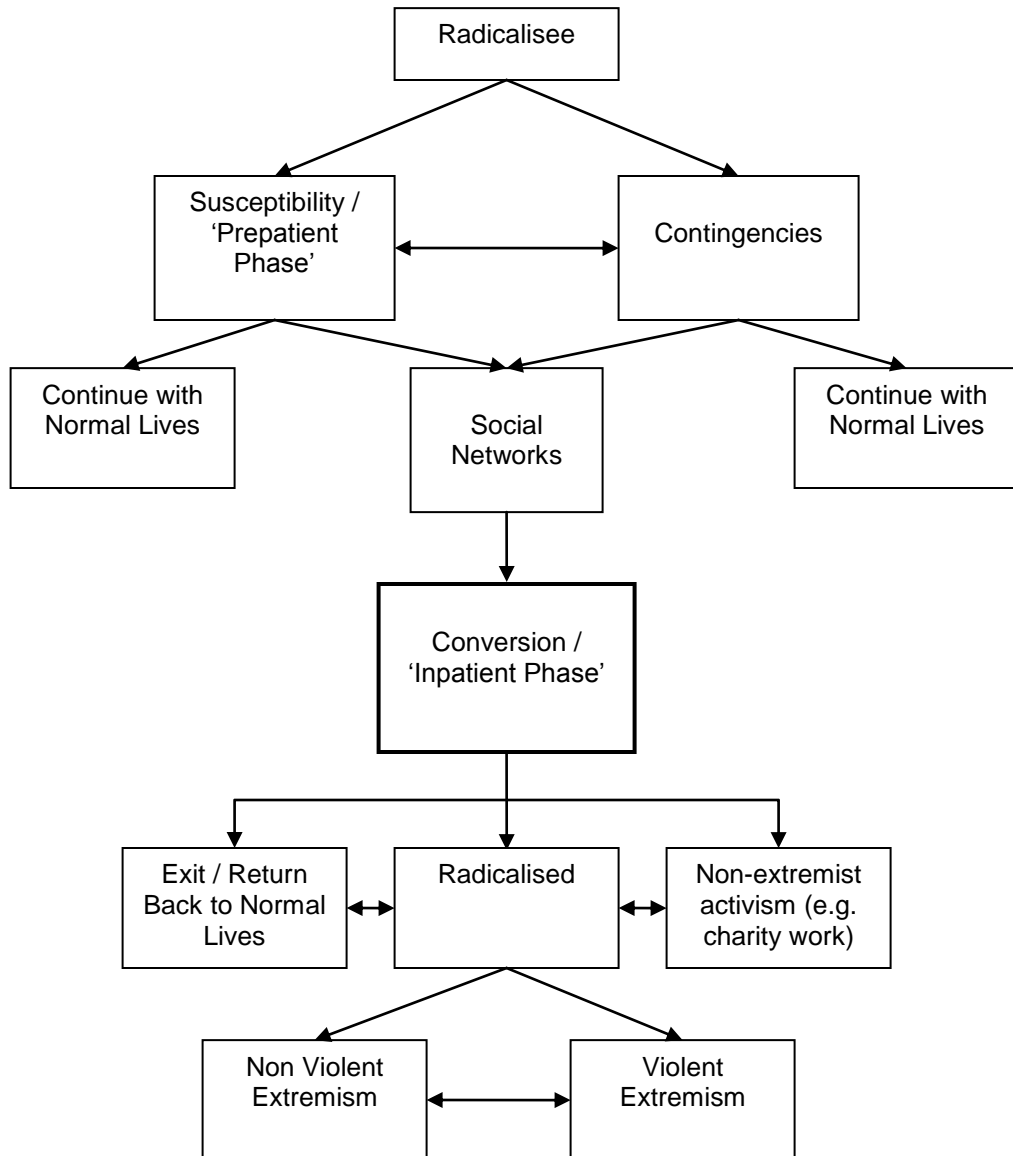 Radicalisee
Susceptibility /
‘Prepatient
Phase’
Contingencies
Continue with
Normal Lives
Social
Networks
Continue with
Normal Lives
Conversion /
‘Inpatient Phase’
Exit / Return
Back to Normal
Lives
Radicalised
Non-extremist
activism (e.g.
charity work)
Non Violent
Extremism
Violent
Extremism